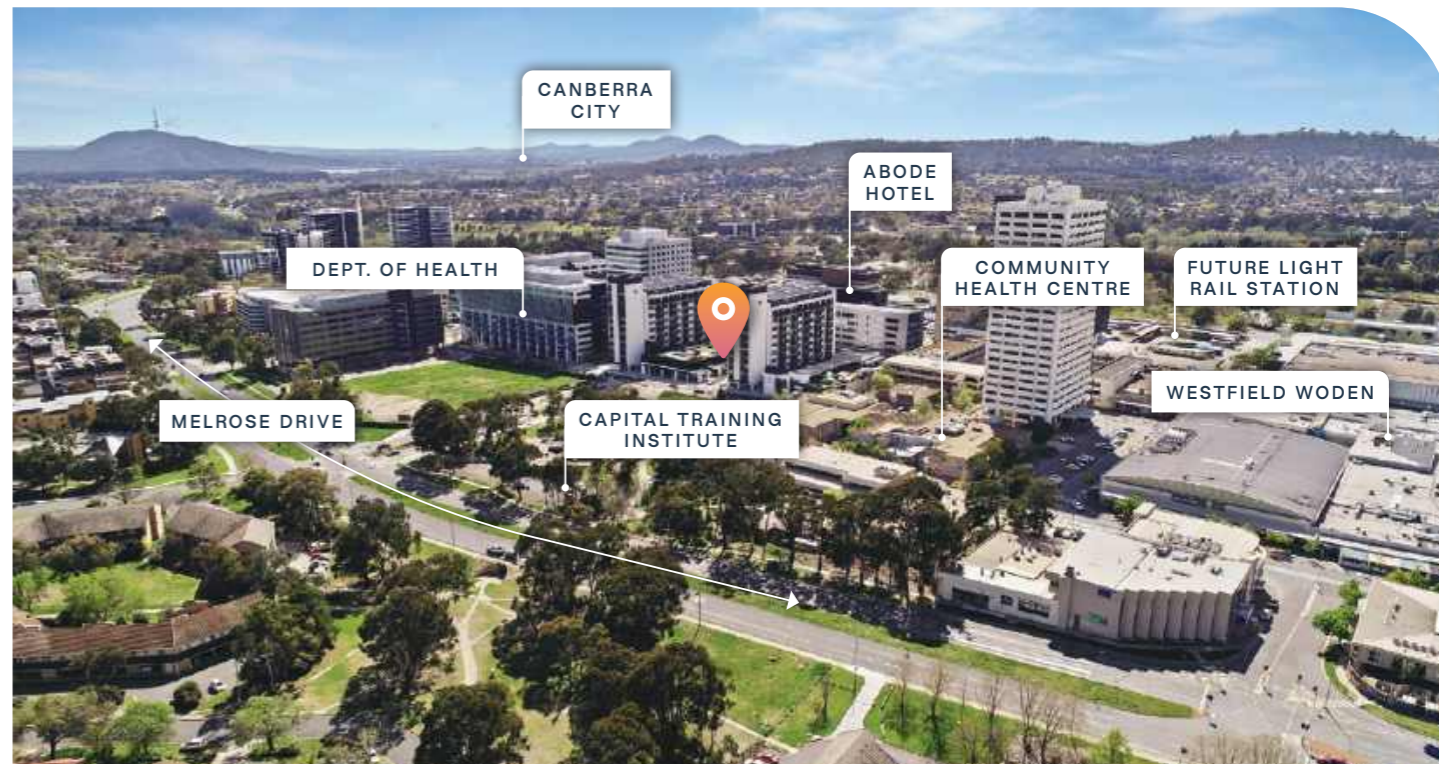 CANBERRA
CITY
ABODE
HOTEL
DEPT. OF HEALTH
COMMUNITY
HEALTH CENTRE
FUTURE LIGHT
RAIL STATION
WESTFIELD WODEN
MELROSE DRIVE
CAPITAL TRAINING
INSTITUTE